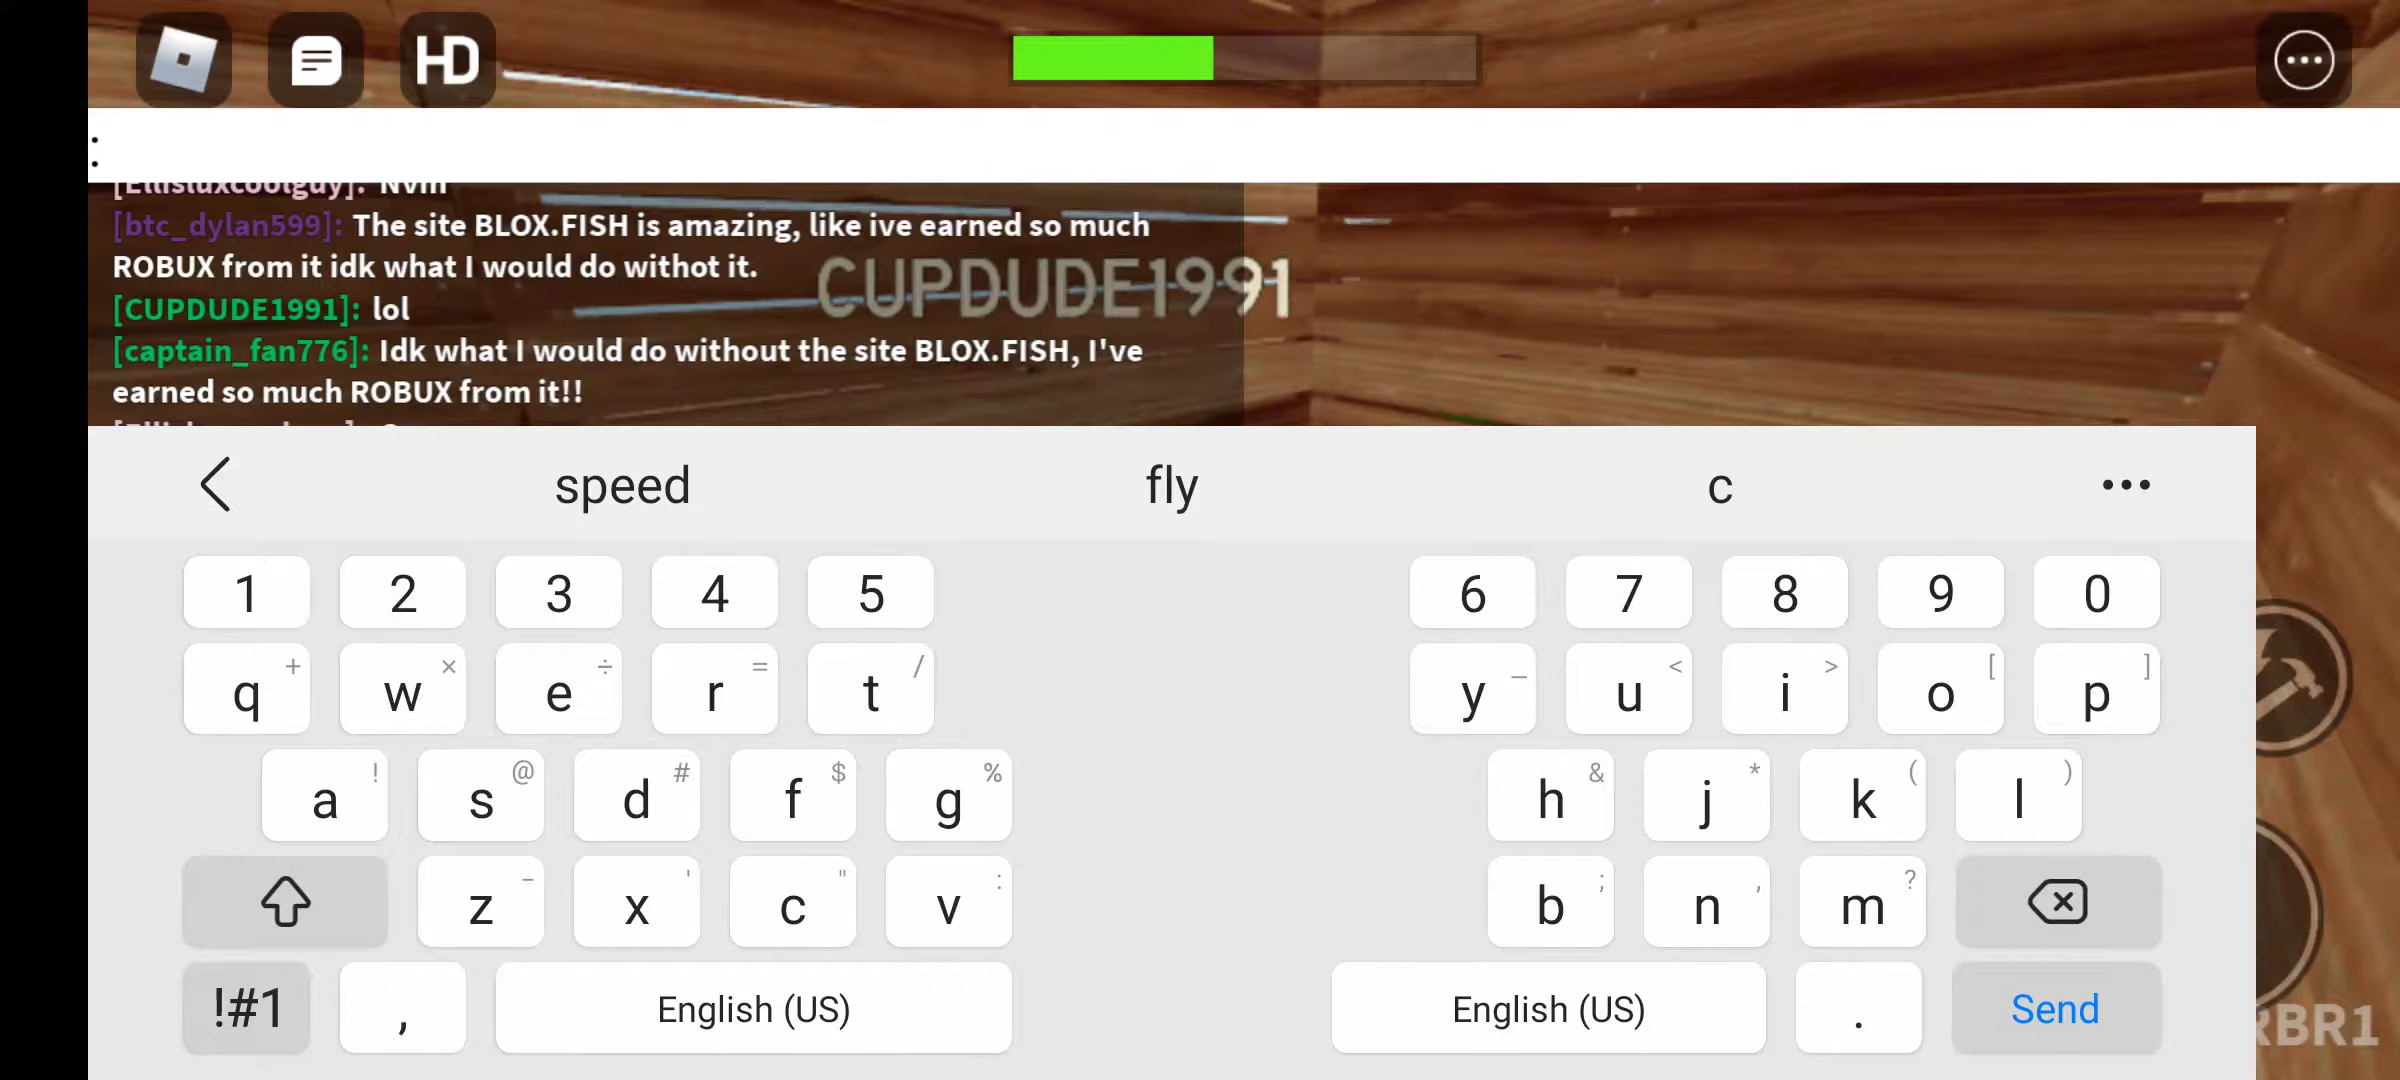 HD
:
[Ellisluxcoolguy]: Nvm
[btc_dylan599]: The site BLOX.FISH is amazing, like ive earned so much
ROBUX from it idk what I would do withot it.
[CUPDUDE1991]: lol
CUPDUDE1991
[captain_fan776]: Idk what I would do without the site BLOX.FISH, I've
earned so much ROBUX from it!!
speed fly c
1 2 3 4 5 6 7 8 9 0
q + w × e ÷ r = t / y _ u < i > o [ p ]
a ! s @ d # f $ g % h & j * k ( l )
z - x ' c " v : b ; n , m ?
!#1 , English (US) English (US) . Send
RBR1